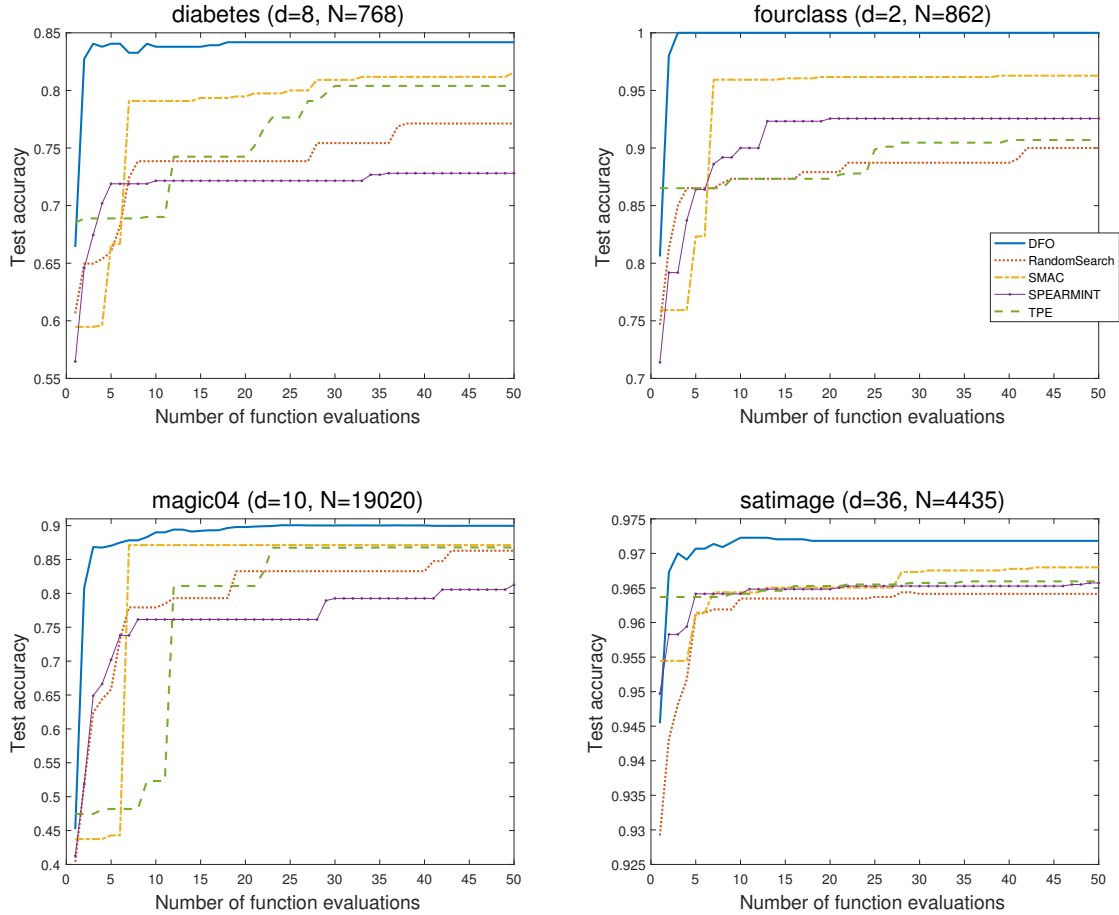 diabetes (d=8, N=768)
0.85
0.8
0.75
0.7
0.65
0.6
0.55
Test accuracy
0 5 10 15 20 25 30 35 40 45 50
Number of function evaluations
fourclass (d=2, N=862)
1
0.95
0.9
0.85
0.8
0.75
0.7
Test accuracy
DFO
RandomSearch
SMAC
SPEARMINT
TPE
0 5 10 15 20 25 30 35 40 45 50
Number of function evaluations
magic04 (d=10, N=19020)
0.9
0.85
0.8
0.75
0.7
0.65
0.6
0.55
0.5
0.45
0.4
Test accuracy
0 5 10 15 20 25 30 35 40 45 50
Number of function evaluations
satimage (d=36, N=4435)
0.975
0.97
0.965
0.96
0.955
0.95
0.945
0.94
0.935
0.93
0.925
Test accuracy
0 5 10 15 20 25 30 35 40 45 50
Number of function evaluations